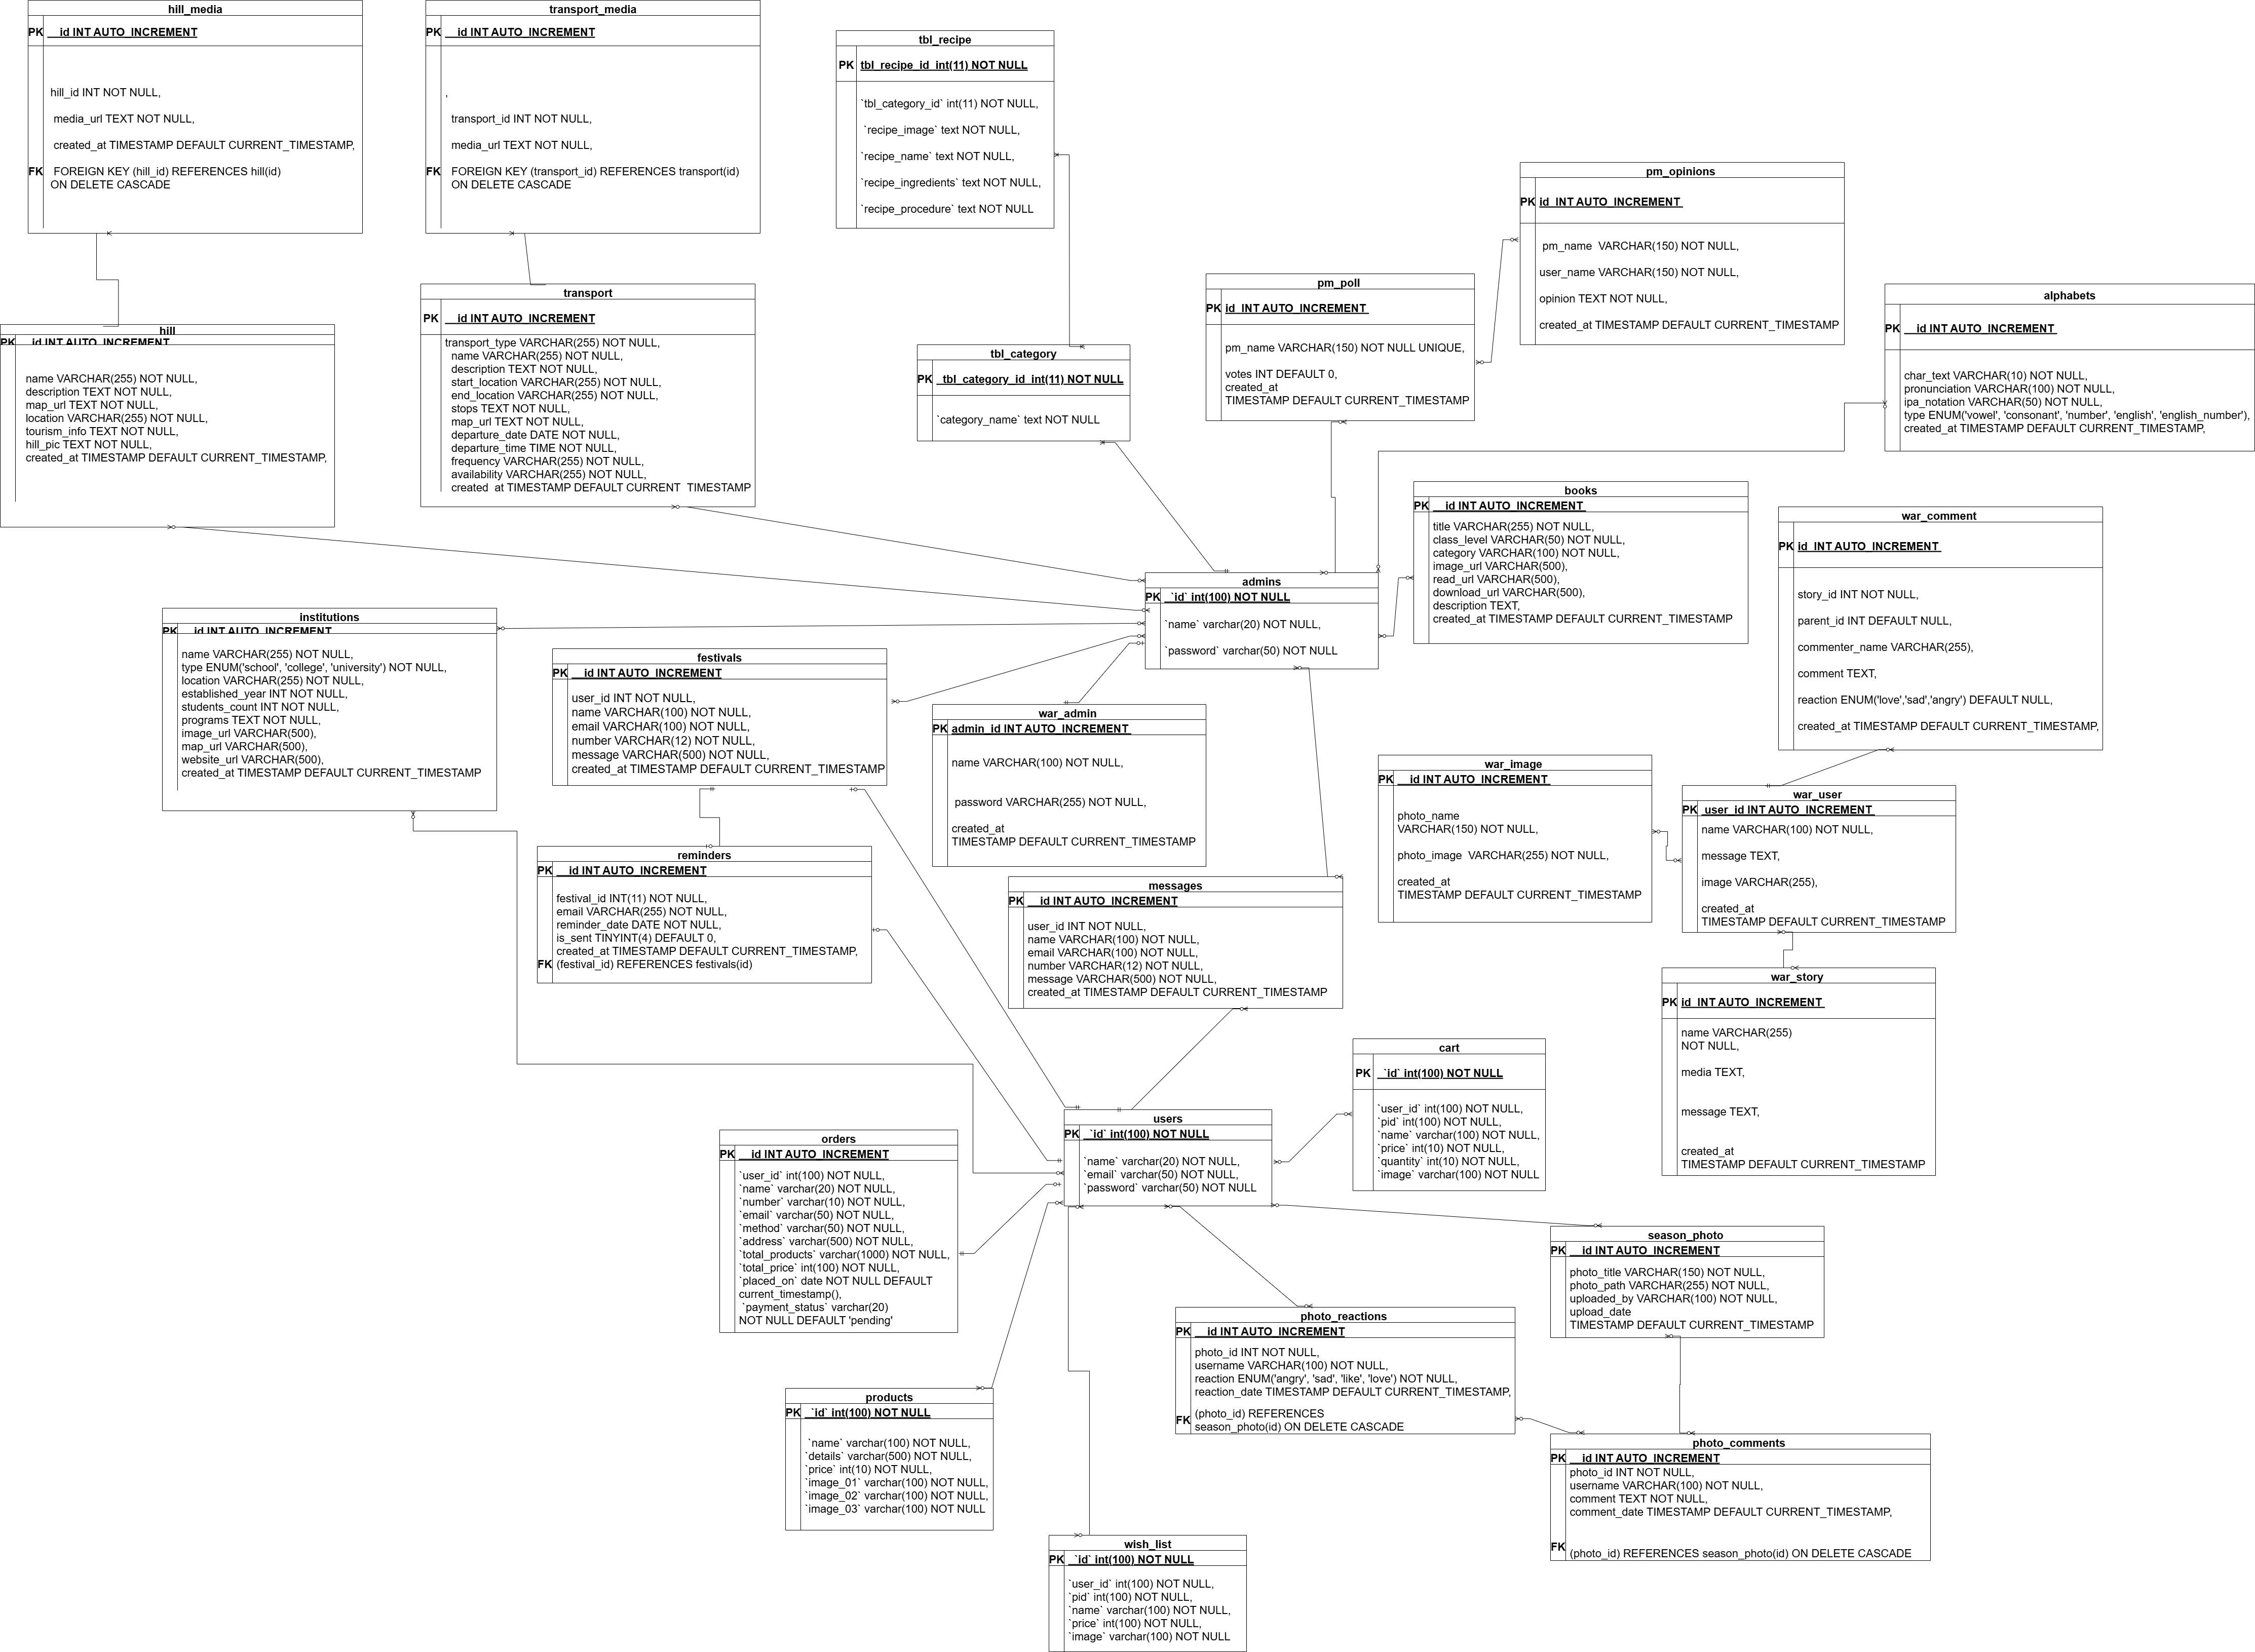 hill_media
PK __id INT AUTO_INCREMENT
hill_id INT NOT NULL,
media_url TEXT NOT NULL,
created_at TIMESTAMP DEFAULT CURRENT_TIMESTAMP,
FK FOREIGN KEY (hill_id) REFERENCES hill(id)
ON DELETE CASCADE
transport_media
PK __id INT AUTO_INCREMENT
,
transport_id INT NOT NULL,
media_url TEXT NOT NULL,
FK FOREIGN KEY (transport_id) REFERENCES transport(id)
ON DELETE CASCADE
tbl_recipe
PK tbl_recipe_id int(11) NOT NULL
`tbl_category_id` int(11) NOT NULL,
`recipe_image` text NOT NULL,
`recipe_name` text NOT NULL,
`recipe_ingredients` text NOT NULL,
`recipe_procedure` text NOT NULL
pm_opinions
PK id INT AUTO_INCREMENT
pm_name VARCHAR(150) NOT NULL,
user_name VARCHAR(150) NOT NULL,
opinion TEXT NOT NULL,
created_at TIMESTAMP DEFAULT CURRENT_TIMESTAMP
pm_poll
PK id INT AUTO_INCREMENT
pm_name VARCHAR(150) NOT NULL UNIQUE,
votes INT DEFAULT 0,
created_at
TIMESTAMP DEFAULT CURRENT_TIMESTAMP
alphabets
PK __id INT AUTO_INCREMENT
char_text VARCHAR(10) NOT NULL,
pronunciation VARCHAR(100) NOT NULL,
ipa_notation VARCHAR(50) NOT NULL,
type ENUM('vowel', 'consonant', 'number', 'english', 'english_number'),
created_at TIMESTAMP DEFAULT CURRENT_TIMESTAMP,
hill
PK __id INT AUTO_INCREMENT
name VARCHAR(255) NOT NULL,
description TEXT NOT NULL,
map_url TEXT NOT NULL,
location VARCHAR(255) NOT NULL,
tourism_info TEXT NOT NULL,
hill_pic TEXT NOT NULL,
created_at TIMESTAMP DEFAULT CURRENT_TIMESTAMP,
transport
PK __id INT AUTO_INCREMENT
transport_type VARCHAR(255) NOT NULL,
name VARCHAR(255) NOT NULL,
description TEXT NOT NULL,
start_location VARCHAR(255) NOT NULL,
end_location VARCHAR(255) NOT NULL,
stops TEXT NOT NULL,
map_url TEXT NOT NULL,
departure_date DATE NOT NULL,
departure_time TIME NOT NULL,
frequency VARCHAR(255) NOT NULL,
availability VARCHAR(255) NOT NULL,
created_at TIMESTAMP DEFAULT CURRENT_TIMESTAMP
tbl_category
PK _tbl_category_id int(11) NOT NULL
`category_name` text NOT NULL
books
PK __id INT AUTO_INCREMENT
title VARCHAR(255) NOT NULL,
class_level VARCHAR(50) NOT NULL,
category VARCHAR(100) NOT NULL,
image_url VARCHAR(500),
read_url VARCHAR(500),
download_url VARCHAR(500),
description TEXT,
created_at TIMESTAMP DEFAULT CURRENT_TIMESTAMP
war_comment
PK id INT AUTO_INCREMENT
story_id INT NOT NULL,
parent_id INT DEFAULT NULL,
commenter_name VARCHAR(255),
comment TEXT,
reaction ENUM('love','sad','angry') DEFAULT NULL,
created_at TIMESTAMP DEFAULT CURRENT_TIMESTAMP,
admins
PK _`id` int(100) NOT NULL
`name` varchar(20) NOT NULL,
`password` varchar(50) NOT NULL
institutions
PK __id INT AUTO_INCREMENT
name VARCHAR(255) NOT NULL,
type ENUM('school', 'college', 'university') NOT NULL,
location VARCHAR(255) NOT NULL,
established_year INT NOT NULL,
students_count INT NOT NULL,
programs TEXT NOT NULL,
image_url VARCHAR(500),
map_url VARCHAR(500),
website_url VARCHAR(500),
created_at TIMESTAMP DEFAULT CURRENT_TIMESTAMP
festivals
PK __id INT AUTO_INCREMENT
user_id INT NOT NULL,
name VARCHAR(100) NOT NULL,
email VARCHAR(100) NOT NULL,
number VARCHAR(12) NOT NULL,
message VARCHAR(500) NOT NULL,
created_at TIMESTAMP DEFAULT CURRENT_TIMESTAMP
war_admin
PK admin_id INT AUTO_INCREMENT
name VARCHAR(100) NOT NULL,
password VARCHAR(255) NOT NULL,
created_at
TIMESTAMP DEFAULT CURRENT_TIMESTAMP
war_image
PK __id INT AUTO_INCREMENT
photo_name
VARCHAR(150) NOT NULL,
photo_image VARCHAR(255) NOT NULL,
created_at
TIMESTAMP DEFAULT CURRENT_TIMESTAMP
war_user
PK user_id INT AUTO_INCREMENT
name VARCHAR(100) NOT NULL,
message TEXT,
image VARCHAR(255),
created_at
TIMESTAMP DEFAULT CURRENT_TIMESTAMP
reminders
PK __id INT AUTO_INCREMENT
festival_id INT(11) NOT NULL,
email VARCHAR(255) NOT NULL,
reminder_date DATE NOT NULL,
is_sent TINYINT(4) DEFAULT 0,
created_at TIMESTAMP DEFAULT CURRENT_TIMESTAMP,
FK (festival_id) REFERENCES festivals(id)
messages
PK __id INT AUTO_INCREMENT
user_id INT NOT NULL,
name VARCHAR(100) NOT NULL,
email VARCHAR(100) NOT NULL,
number VARCHAR(12) NOT NULL,
message VARCHAR(500) NOT NULL,
created_at TIMESTAMP DEFAULT CURRENT_TIMESTAMP
war_story
PK id INT AUTO_INCREMENT
name VARCHAR(255)
NOT NULL,
media TEXT,
message TEXT,
created_at
TIMESTAMP DEFAULT CURRENT_TIMESTAMP
cart
PK _`id` int(100) NOT NULL
`user_id` int(100) NOT NULL,
`pid` int(100) NOT NULL,
`name` varchar(100) NOT NULL,
`price` int(10) NOT NULL,
`quantity` int(10) NOT NULL,
`image` varchar(100) NOT NULL
users
PK _`id` int(100) NOT NULL
`name` varchar(20) NOT NULL,
`email` varchar(50) NOT NULL,
`password` varchar(50) NOT NULL
orders
PK __id INT AUTO_INCREMENT
`user_id` int(100) NOT NULL,
`name` varchar(20) NOT NULL,
`number` varchar(10) NOT NULL,
`email` varchar(50) NOT NULL,
`method` varchar(50) NOT NULL,
`address` varchar(500) NOT NULL,
`total_products` varchar(1000) NOT NULL,
`total_price` int(100) NOT NULL,
`placed_on` date NOT NULL DEFAULT
current_timestamp(),
`payment_status` varchar(20)
NOT NULL DEFAULT 'pending'
season_photo
PK __id INT AUTO_INCREMENT
photo_title VARCHAR(150) NOT NULL,
photo_path VARCHAR(255) NOT NULL,
uploaded_by VARCHAR(100) NOT NULL,
upload_date
TIMESTAMP DEFAULT CURRENT_TIMESTAMP
photo_reactions
PK __id INT AUTO_INCREMENT
photo_id INT NOT NULL,
username VARCHAR(100) NOT NULL,
reaction ENUM('angry', 'sad', 'like', 'love') NOT NULL,
reaction_date TIMESTAMP DEFAULT CURRENT_TIMESTAMP,
FK (photo_id) REFERENCES
season_photo(id) ON DELETE CASCADE
products
PK _`id` int(100) NOT NULL
`name` varchar(100) NOT NULL,
`details` varchar(500) NOT NULL,
`price` int(10) NOT NULL,
`image_01` varchar(100) NOT NULL,
`image_02` varchar(100) NOT NULL,
`image_03` varchar(100) NOT NULL
photo_comments
PK __id INT AUTO_INCREMENT
photo_id INT NOT NULL,
username VARCHAR(100) NOT NULL,
comment TEXT NOT NULL,
comment_date TIMESTAMP DEFAULT CURRENT_TIMESTAMP,
FK (photo_id) REFERENCES season_photo(id) ON DELETE CASCADE
wish_list
PK _`id` int(100) NOT NULL
`user_id` int(100) NOT NULL,
`pid` int(100) NOT NULL,
`name` varchar(100) NOT NULL,
`price` int(100) NOT NULL,
`image` varchar(100) NOT NULL